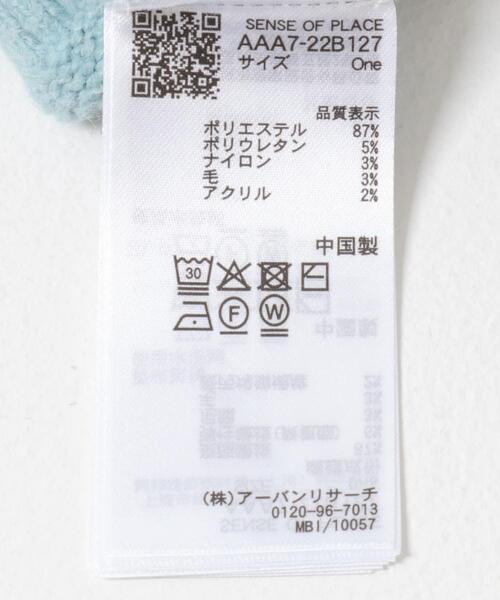 SENSE OF PLACE
AAA7-22B127
サイズ One
品質表示
ポリエステル 87%
ポリウレタン 5%
ナイロン 3%
毛 3%
アクリル 2%
中国製
30
F W
(株)アーバンリサーチ
0120-96-7013
MBI/10057